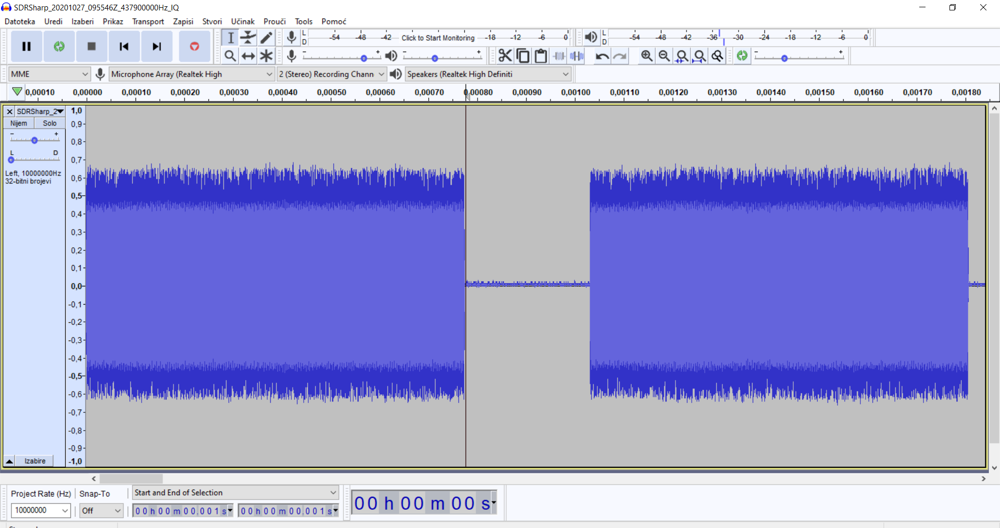 SDRSharp_20201027_095546Z_437900000Hz_IQ
Datoteka Uredi Izaberi Prikaz Transport Zapisi Stvori Učinak Prouči Tools Pomoć
L
D
-54 -48 -42 Click to Start Monitoring -18 -12 -6 0
L
D
-54 -48 -42 -36 -30 -24 -18 -12 -6 0
- + - + - +
MME Microphone Array (Realtek High 2 (Stereo) Recording Chann Speakers (Realtek High Definiti
0,00010 0,00000 0,00010 0,00020 0,00030 0,00040 0,00050 0,00060 0,00070 0,00080 0,00090 0,00100 0,00110 0,00120 0,00130 0,00140 0,00150 0,00160 0,00170 0,00180
SDRSharp_2
Nijem Solo
- +
L D
Left, 10000000Hz
32-bitni brojevi
1,0
0,9
0,8
0,7
0,6
0,5
0,4
0,3
0,2
0,1
0,0
-0,1
-0,2
-0,3
-0,4
-0,5
-0,6
-0,7
-0,8
-0,9
-1,0
Izabire
Project Rate (Hz) Snap-To Start and End of Selection
10000000 Off 00 h 00 m 00.001 s 00 h 00 m 00.001 s
00 h 00 m 00 s